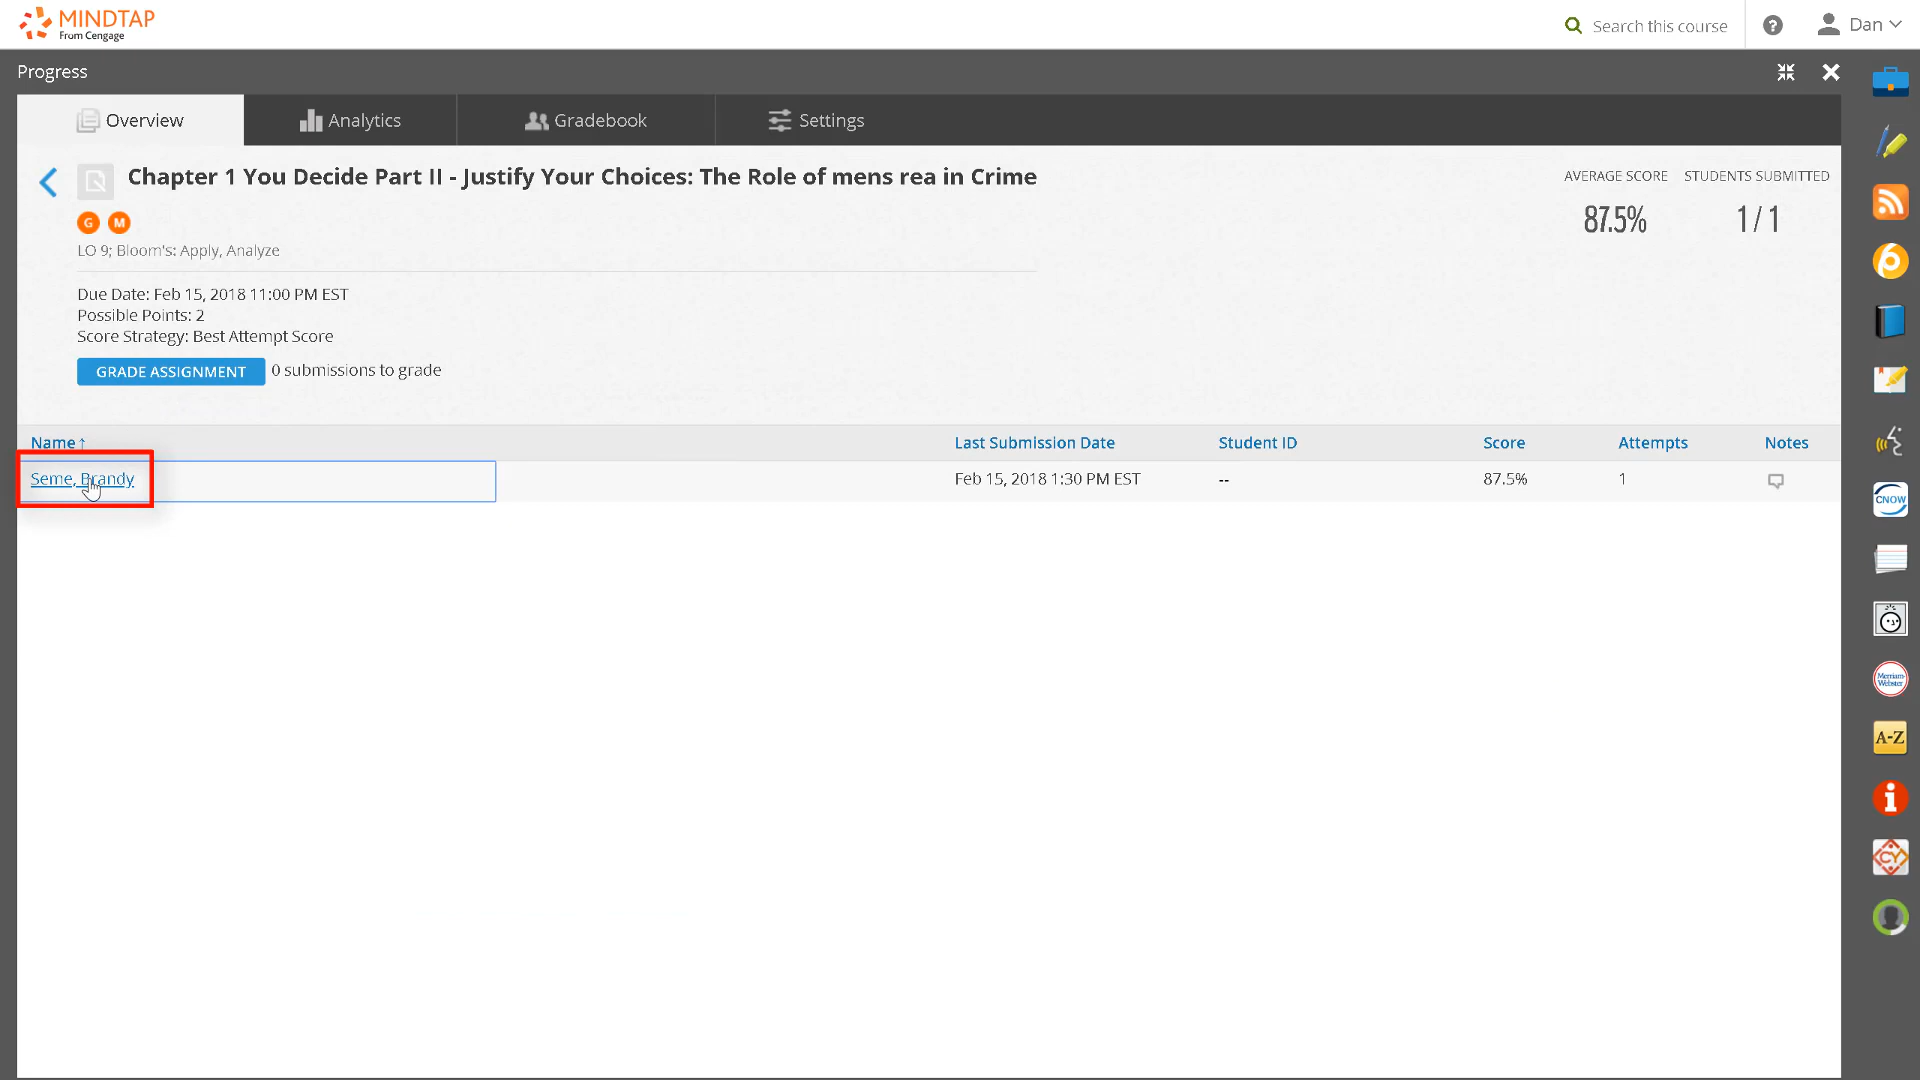 MINDTAP
From Cengage
Search this course
Dan
Progress
Overview
Analytics
Gradebook
Settings
Chapter 1 You Decide Part II - Justify Your Choices: The Role of mens rea in Crime
AVERAGE SCORE
STUDENTS SUBMITTED
87.5%
1 / 1
G M
LO 9; Bloom's: Apply, Analyze
Due Date: Feb 15, 2018 11:00 PM EST
Possible Points: 2
Score Strategy: Best Attempt Score
GRADE ASSIGNMENT 0 submissions to grade
Name ↑ Last Submission Date Student ID Score Attempts Notes
Seme, Brandy Feb 15, 2018 1:30 PM EST -- 87.5% 1
CNOW
Merriam-
Webster
A-Z
CY